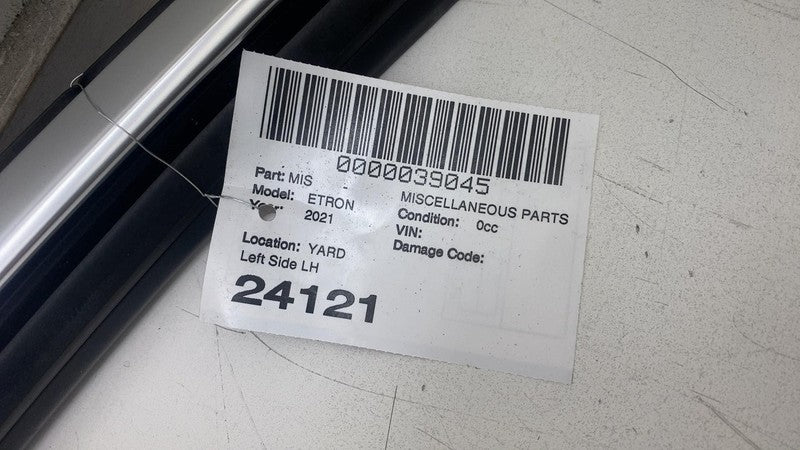 0000039045
Part: MIS MISCELLANEOUS PARTS
Model: ETRON Condition: 0cc
Year: 2021 VIN:
Damage Code:
Location: YARD
Left Side LH
24121